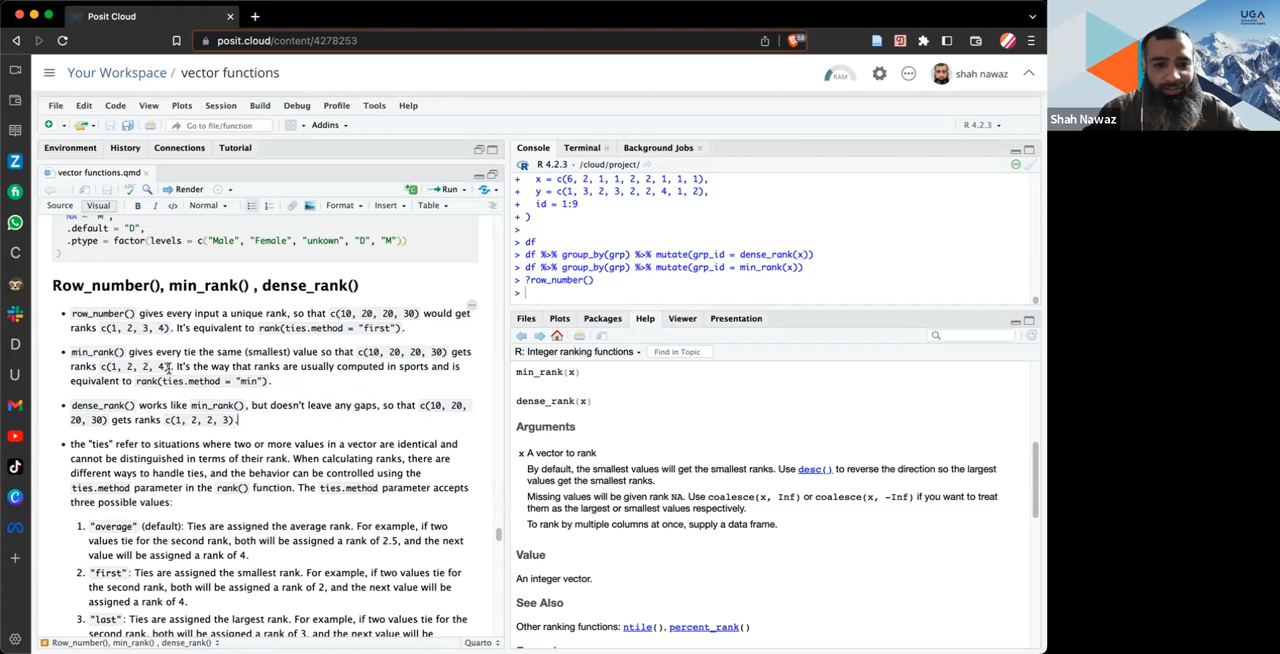 Posit Cloud
posit.cloud/content/4278253
58
Your Workspace / vector functions
RAM
shah nawaz
File Edit Code View Plots Session Build Debug Profile Tools Help
Go to file/function
Addins
R 4.2.3
Environment History Connections Tutorial
vector functions.qmd
Render
Run
Source Visual B I </> Normal Format Insert Table
NA ~ "M",
.default = "D",
.ptype = factor(levels = c("Male", "Female", "unkown", "D", "M"))
)
Row_number(), min_rank() , dense_rank()
row_number() gives every input a unique rank, so that c(10, 20, 20, 30) would get
ranks c(1, 2, 3, 4). It's equivalent to rank(ties.method = "first").
min_rank() gives every tie the same (smallest) value so that c(10, 20, 20, 30) gets
ranks c(1, 2, 2, 4). It's the way that ranks are usually computed in sports and is
equivalent to rank(ties.method = "min").
dense_rank() works like min_rank(), but doesn't leave any gaps, so that c(10, 20,
20, 30) gets ranks c(1, 2, 2, 3).
the "ties" refer to situations where two or more values in a vector are identical and
cannot be distinguished in terms of their rank. When calculating ranks, there are
different ways to handle ties, and the behavior can be controlled using the
ties.method parameter in the rank() function. The ties.method parameter accepts
three possible values:
1. "average" (default): Ties are assigned the average rank. For example, if two
values tie for the second rank, both will be assigned a rank of 2.5, and the next
value will be assigned a rank of 4.
2. "first": Ties are assigned the smallest rank. For example, if two values tie for
the second rank, both will be assigned a rank of 2, and the next value will be
assigned a rank of 4.
3. "last": Ties are assigned the largest rank. For example, if two values tie for the
second rank, both will be assigned a rank of 3, and the next value will be
Row_number(), min_rank() , dense_rank()
Quarto
Console Terminal Background Jobs
R 4.2.3 · /cloud/project/
+ x = c(6, 2, 1, 1, 2, 2, 1, 1, 1),
+ y = c(1, 3, 2, 3, 2, 2, 4, 1, 2),
+ id = 1:9
+ )
>
> df
> df %>% group_by(grp) %>% mutate(grp_id = dense_rank(x))
> df %>% group_by(grp) %>% mutate(grp_id = min_rank(x))
> ?row_number()
>
Files Plots Packages Help Viewer Presentation
R: Integer ranking functions
Find in Topic
min_rank(x)
dense_rank(x)
Arguments
x A vector to rank
By default, the smallest values will get the smallest ranks. Use desc() to reverse the direction so the largest
values get the smallest ranks.
Missing values will be given rank NA. Use coalesce(x, Inf) or coalesce(x, -Inf) if you want to treat
them as the largest or smallest values respectively.
To rank by multiple columns at once, supply a data frame.
Value
An integer vector.
See Also
Other ranking functions: ntile(), percent_rank()
UGA
Shah Nawaz